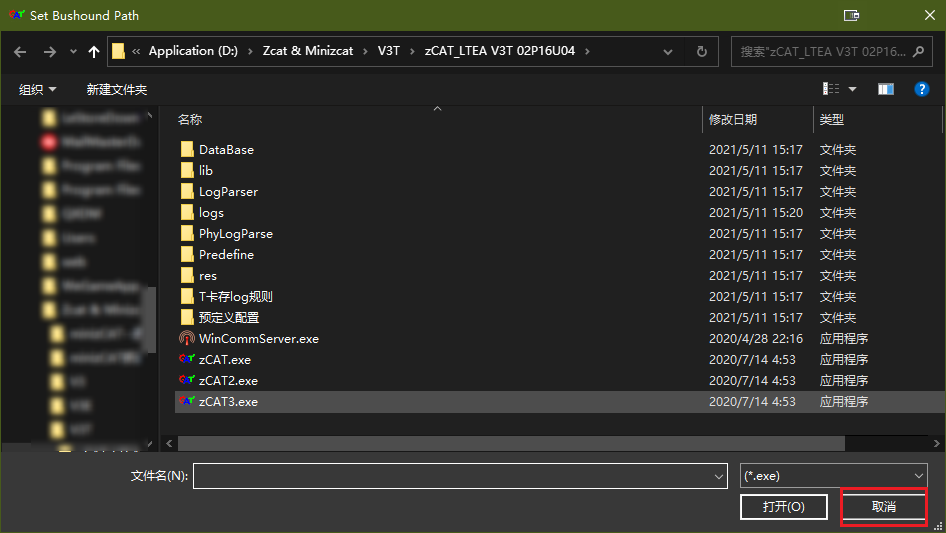 Set Bushound Path
« Application (D:) › Zcat & Minizcat › V3T › zCAT_LTEA V3T 02P16U04 ›
搜索"zCAT_LTEA V3T 02P16...
组织 新建文件夹
名称 修改日期 类型
DataBase 2021/5/11 15:17 文件夹
lib 2021/5/11 15:17 文件夹
LogParser 2021/5/11 15:17 文件夹
logs 2021/5/11 15:20 文件夹
PhyLogParse 2021/5/11 15:17 文件夹
Predefine 2021/5/11 15:17 文件夹
res 2021/5/11 15:17 文件夹
T卡存log规则 2021/5/11 15:17 文件夹
预定义配置 2021/5/11 15:17 文件夹
WinCommServer.exe 2020/4/28 22:16 应用程序
zCAT.exe 2020/7/14 4:53 应用程序
zCAT2.exe 2020/7/14 4:53 应用程序
zCAT3.exe 2020/7/14 4:53 应用程序
文件名(N): (*.exe)
打开(O) 取消